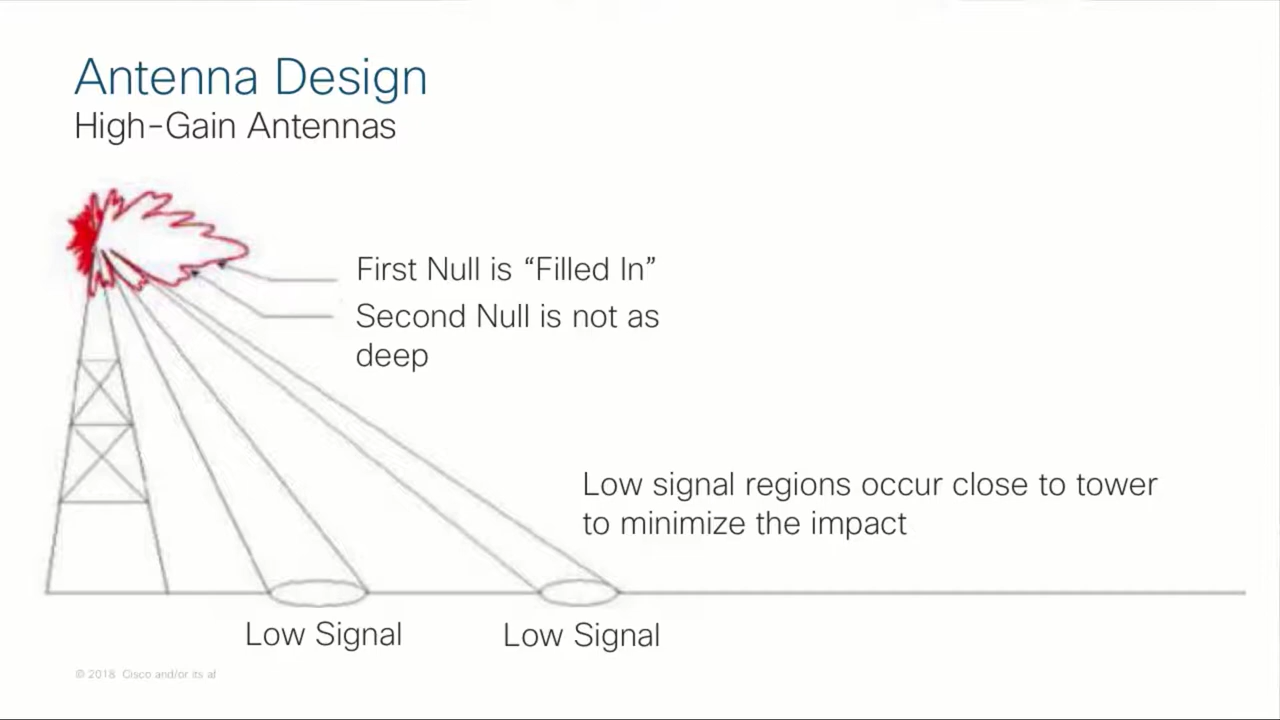 Antenna Design
High-Gain Antennas
First Null is “Filled In”
Second Null is not as
deep
Low signal regions occur close to tower
to minimize the impact
Low Signal
Low Signal
© 2018 Cisco and/or its af